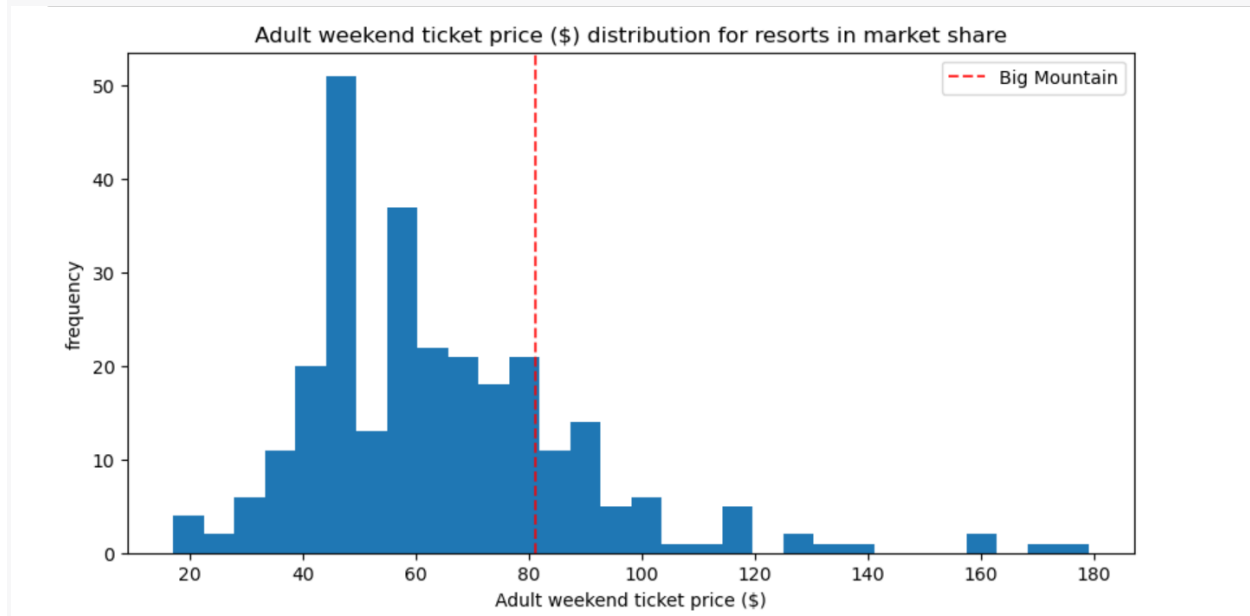 Adult weekend ticket price ($) distribution for resorts in market share
Big Mountain
frequency
50
40
30
20
10
0
20 40 60 80 100 120 140 160 180
Adult weekend ticket price ($)